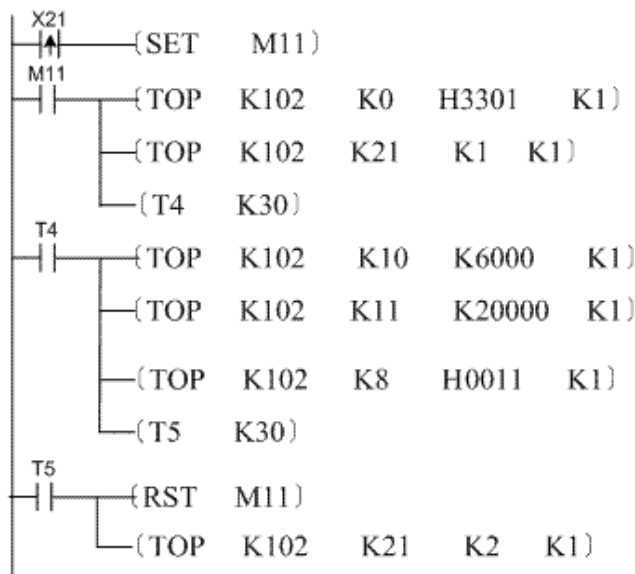 X21
(SET M11)
M11
(TOP K102 K0 H3301 K1)
(TOP K102 K21 K1 K1)
(T4 K30)
T4
(TOP K102 K10 K6000 K1)
(TOP K102 K11 K20000 K1)
(TOP K102 K8 H0011 K1)
(T5 K30)
T5
(RST M11)
(TOP K102 K21 K2 K1)